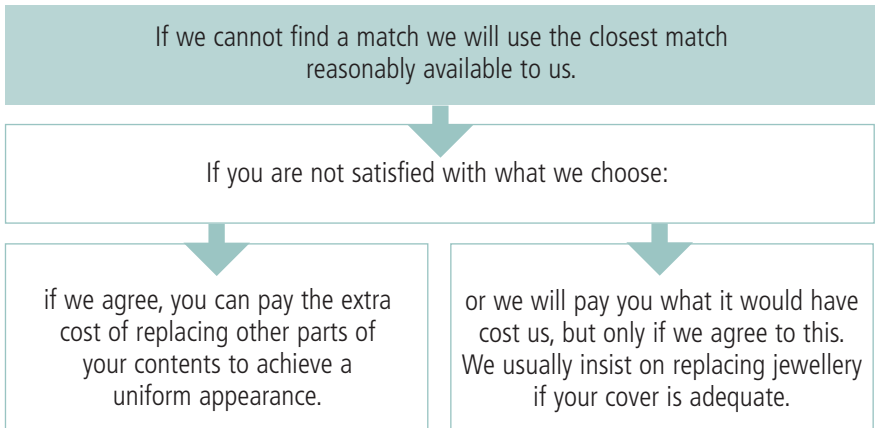 If we cannot find a match we will use the closest match
reasonably available to us.
If you are not satisfied with what we choose:
if we agree, you can pay the extra
cost of replacing other parts of
your contents to achieve a
uniform appearance.
or we will pay you what it would have
cost us, but only if we agree to this.
We usually insist on replacing jewellery
if your cover is adequate.